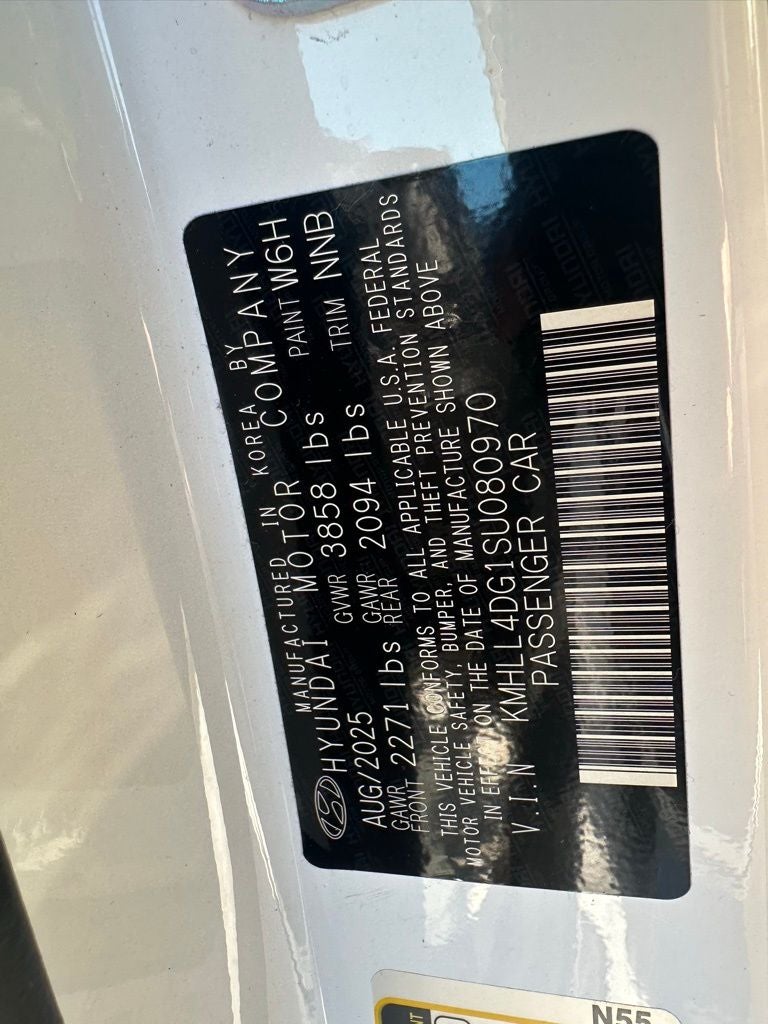 MANUFACTURED IN KOREA BY
HYUNDAI MOTOR COMPANY
AUG/2025 GVWR 3858 lbs PAINT W6H
GAWR FRONT 2271 lbs GAWR REAR 2094 lbs TRIM NNB
THIS VEHICLE CONFORMS TO ALL APPLICABLE U.S.A. FEDERAL
MOTOR VEHICLE SAFETY, BUMPER, AND THEFT PREVENTION STANDARDS
IN EFFECT ON THE DATE OF MANUFACTURE SHOWN ABOVE
V.I.N KMHLL4DG1SU080970
PASSENGER CAR
N55